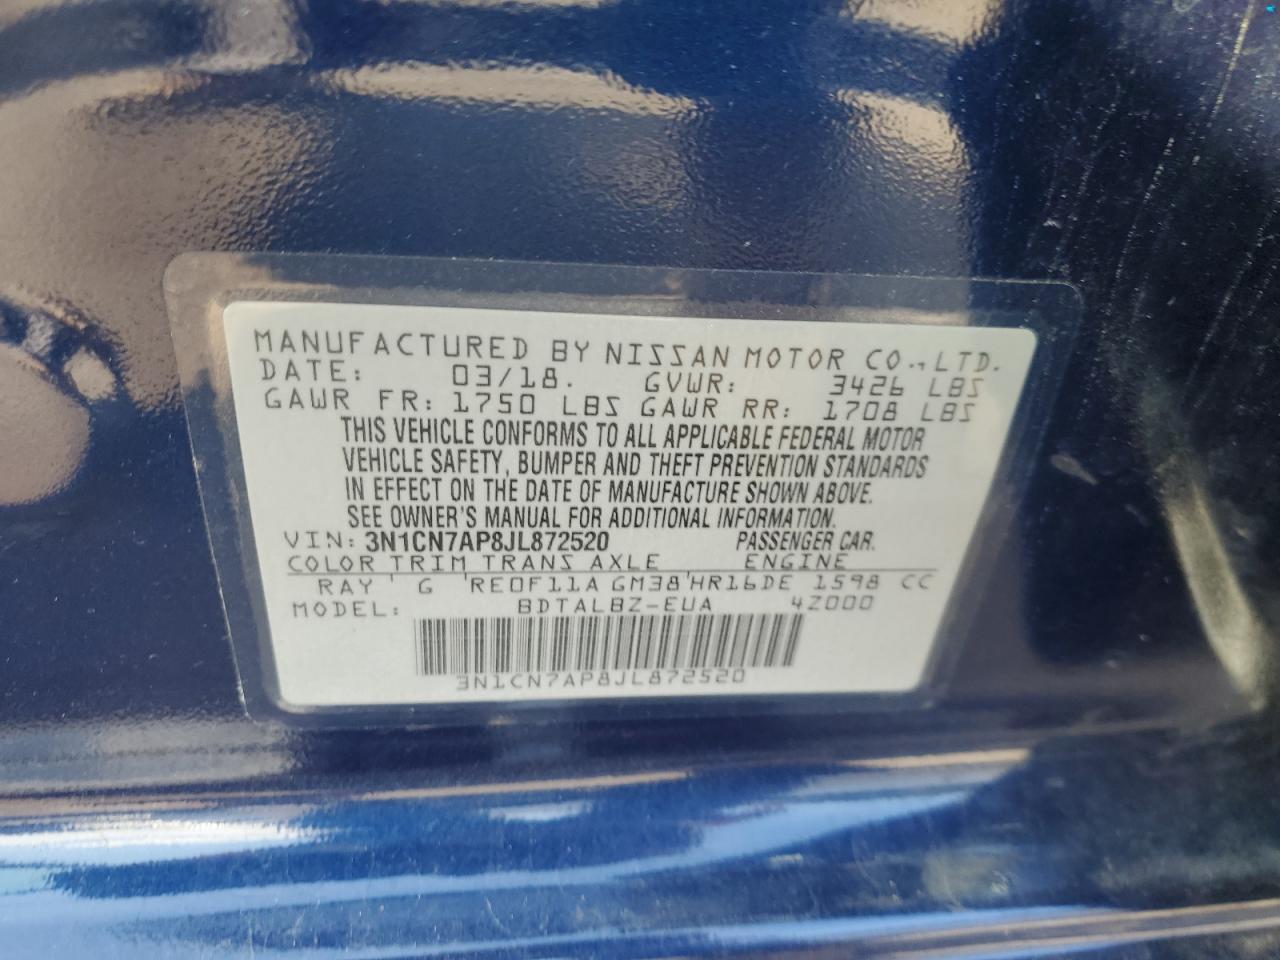 MANUFACTURED BY NISSAN MOTOR CO., LTD.
DATE: 03/18. GVWR: 3426 LBS
GAWR FR: 1750 LBS GAWR RR: 1708 LBS
THIS VEHICLE CONFORMS TO ALL APPLICABLE FEDERAL MOTOR
VEHICLE SAFETY, BUMPER AND THEFT PREVENTION STANDARDS
IN EFFECT ON THE DATE OF MANUFACTURE SHOWN ABOVE.
SEE OWNER'S MANUAL FOR ADDITIONAL INFORMATION.
VIN: 3N1CN7AP8JL872520 PASSENGER CAR.
COLOR TRIM TRANS AXLE ENGINE
RAY ' G 'RE0F11A GM38'HR16DE 1598 CC
MODEL: BDTALBZ-EUA 4Z000
3N1CN7AP8JL872520